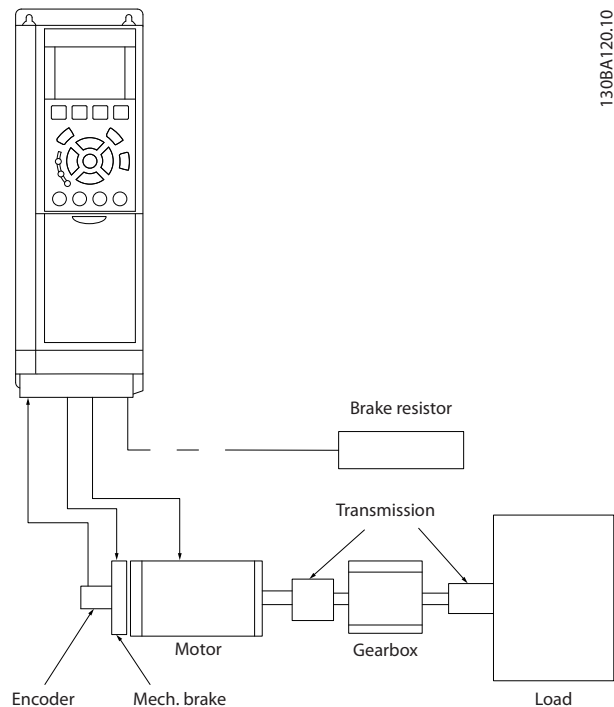 130BA120.10
Brake resistor
Transmission
Motor
Gearbox
Encoder
Mech. brake
Load